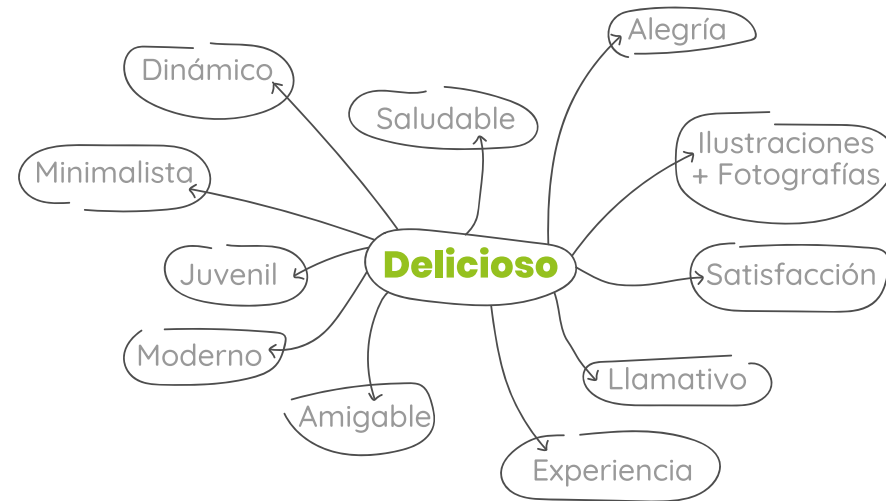 Alegría
Dinámico
Saludable
Ilustraciones
+ Fotografías
Minimalista
Delicioso
Juvenil
Satisfacción
Moderno
Llamativo
Amigable
Experiencia